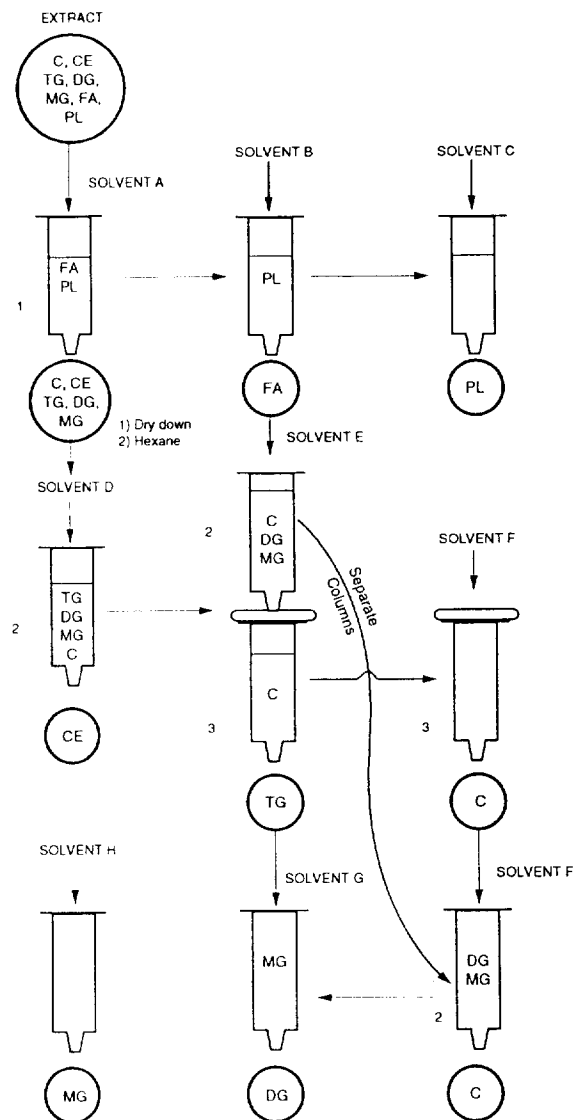 EXTRACT
C, CE
TG, DG,
MG, FA,
PL
SOLVENT A
SOLVENT B
SOLVENT C
FA
PL
1
PL
C, CE
TG, DG,
MG
1) Dry down
2) Hexane
FA
PL
SOLVENT D
SOLVENT E
TG
DG
MG
C
2
C
DG
MG
2
Separate
Columns
SOLVENT F
C
3
3
CE
TG
C
SOLVENT H
SOLVENT G
SOLVENT F
MG
DG
MG
2
MG
DG
C